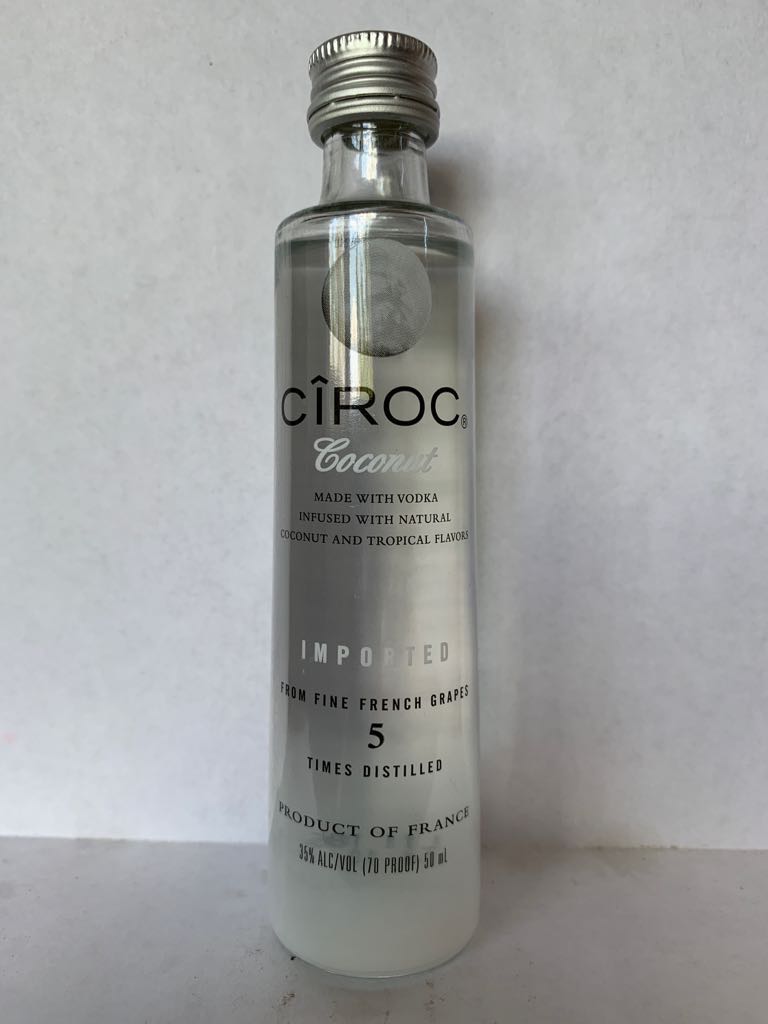 CÎROC®
Coconut
MADE WITH VODKA
INFUSED WITH NATURAL
COCONUT AND TROPICAL FLAVORS
IMPORTED
FROM FINE FRENCH GRAPES
5
TIMES DISTILLED
PRODUCT OF FRANCE
35% ALC/VOL (70 PROOF) 50 mL